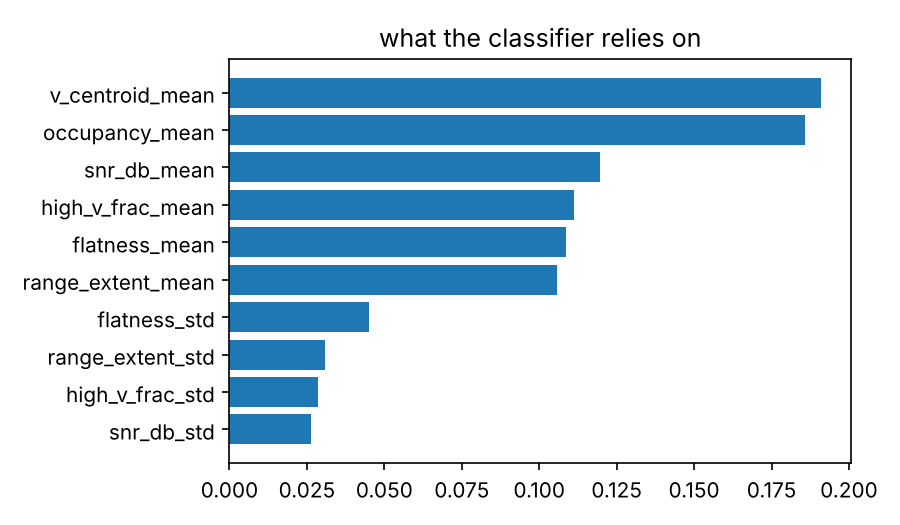 what the classifier relies on
v_centroid_mean
occupancy_mean
snr_db_mean
high_v_frac_mean
flatness_mean
range_extent_mean
flatness_std
range_extent_std
high_v_frac_std
snr_db_std
0.000 0.025 0.050 0.075 0.100 0.125 0.150 0.175 0.200